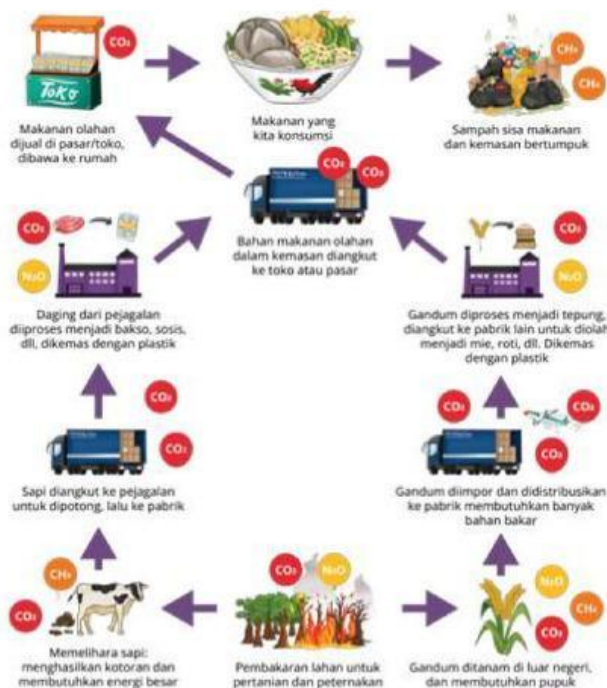 CO₂
TOKO
Makanan olahan
dijual di pasar/toko,
dibawa ke rumah
Makanan yang
kita konsumsi
CH₄
CH₄
Sampah sisa makanan
dan kemasan bertumpuk
CO₂
CO₂
Bahan makanan olahan
dalam kemasan diangkut
ke toko atau pasar
CO₂
N₂O
Daging dari pejagalan
diiproses menjadi bakso, sosis,
dll, dikemas dengan plastik
CO₂
N₂O
Gandum diproses menjadi tepung,
diangkut ke pabrik lain untuk diolah
menjadi mie, roti, dll. Dikemas
dengan plastik
CO₂
CO₂
Sapi diangkut ke pejagalan
untuk dipotong, lalu ke pabrik
CO₂
CO₂
CO₂
Gandum diimpor dan didistribusikan
ke pabrik membutuhkan banyak
bahan bakar
CH₄
CO₂
Memelihara sapi:
menghasilkan kotoran dan
membutuhkan energi besar
CO₂
N₂O
Pembakaran lahan untuk
pertanian dan peternakan
N₂O
CH₄
CO₂
Gandum ditanam di luar negeri,
dan membutuhkan pupuk